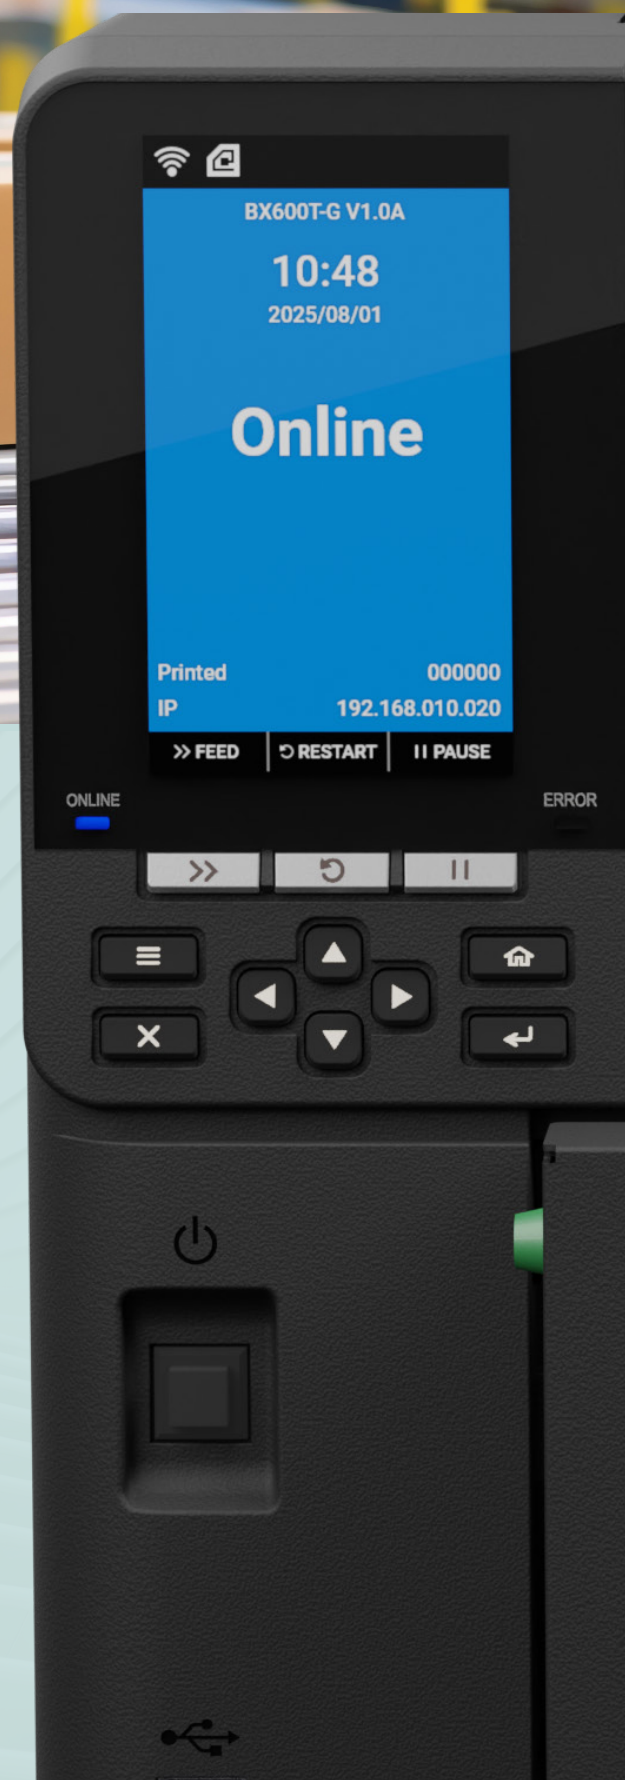 BX600T-G V1.0A
10:48
2025/08/01
Online
Printed 000000
IP 192.168.010.020
FEED RESTART PAUSE
ONLINE ERROR